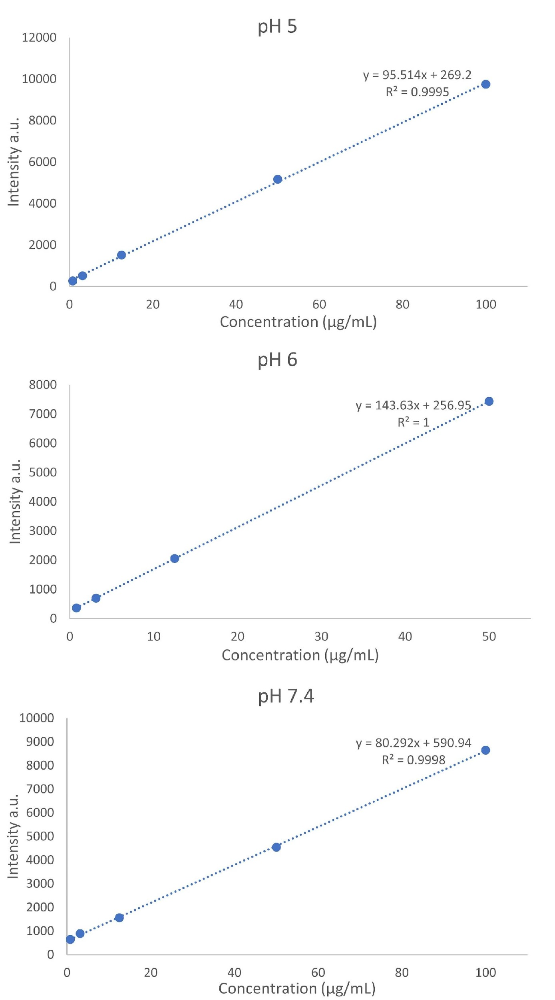 pH 5
12000
10000
8000
6000
4000
2000
0
y = 95.514x + 269.2
R² = 0.9995
Intensity a.u.
0 20 40 60 80 100
Concentration (µg/mL)
pH 6
8000
7000
6000
5000
4000
3000
2000
1000
0
y = 143.63x + 256.95
R² = 1
Intensity a.u.
0 10 20 30 40 50
Concentration (µg/mL)
pH 7.4
10000
9000
8000
7000
6000
5000
4000
3000
2000
1000
0
y = 80.292x + 590.94
R² = 0.9998
Intensity a.u.
0 20 40 60 80 100
Concentration (µg/mL)